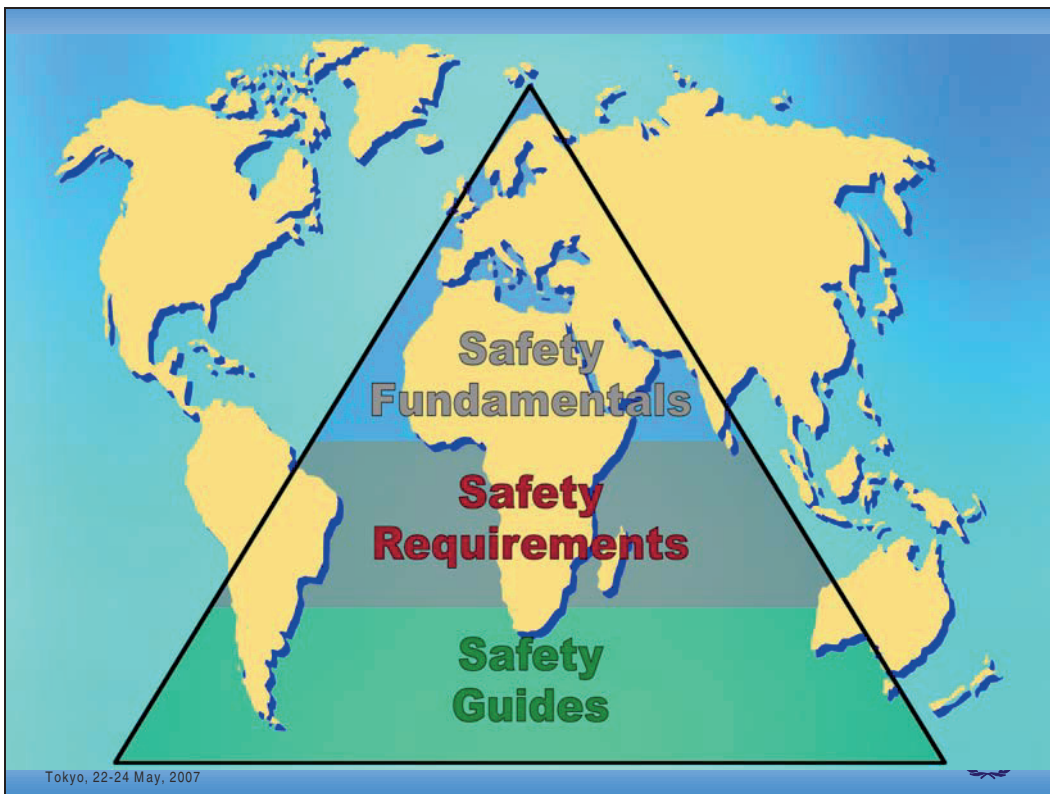 Safety
Fundamentals
Safety
Requirements
Safety
Guides
Tokyo, 22-24 May, 2007